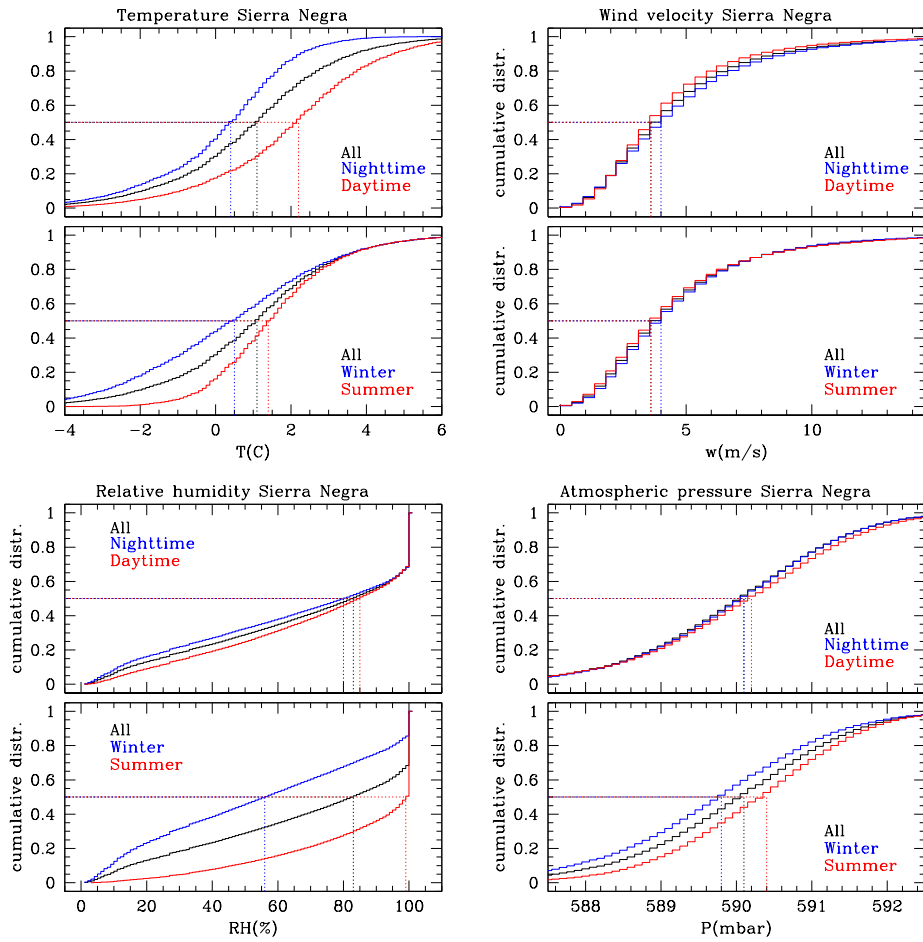 Temperature Sierra Negra
cumulative distr.
1
0.8
0.6
0.4
0.2
0
All
Nighttime
Daytime
cumulative distr.
1
0.8
0.6
0.4
0.2
0
All
Winter
Summer
−4 −2 0 2 4 6
T(C)
Wind velocity Sierra Negra
cumulative distr.
1
0.8
0.6
0.4
0.2
0
All
Nighttime
Daytime
cumulative distr.
1
0.8
0.6
0.4
0.2
0
All
Winter
Summer
0 5 10
w(m/s)
Relative humidity Sierra Negra
cumulative distr.
1
0.8
0.6
0.4
0.2
0
All
Nighttime
Daytime
cumulative distr.
1
0.8
0.6
0.4
0.2
0
All
Winter
Summer
0 20 40 60 80 100
RH(%)
Atmospheric pressure Sierra Negra
cumulative distr.
1
0.8
0.6
0.4
0.2
0
All
Nighttime
Daytime
cumulative distr.
1
0.8
0.6
0.4
0.2
0
All
Winter
Summer
588 589 590 591 592
P(mbar)